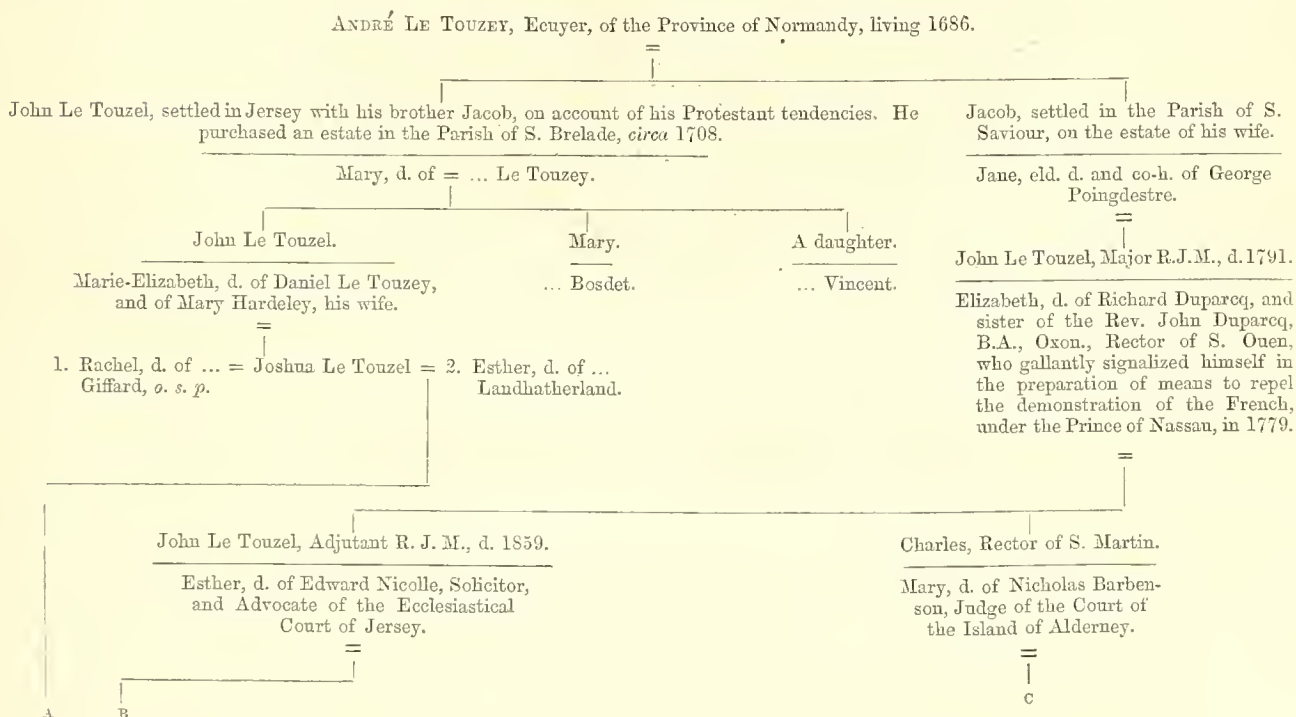 ANDRÉ LE TOUZEY, Ecuyer, of the Province of Normandy, living 1686.
=
John Le Touzel, settled in Jersey with his brother Jacob, on account of his Protestant tendencies. He
purchased an estate in the Parish of S. Brelade, circa 1708.
Mary, d. of = ... Le Touzey.
Jacob, settled in the Parish of S.
Saviour, on the estate of his wife.
Jane, eld. d. and co-h. of George
Poingdestre.
=
John Le Touzel.
Marie-Elizabeth, d. of Daniel Le Touzey,
and of Mary Hardeley, his wife.
=
Mary.
... Bosdet.
A daughter.
... Vincent.
John Le Touzel, Major R.J.M., d. 1791.
Elizabeth, d. of Richard Duparcq, and
sister of the Rev. John Duparcq,
B.A., Oxon., Rector of S. Ouen,
who gallantly signalized himself in
the preparation of means to repel
the demonstration of the French,
under the Prince of Nassau, in 1779.
=
1. Rachel, d. of ... = Joshua Le Touzel = 2. Esther, d. of ...
Giffard, o. s. p.
Landhatherland.
John Le Touzel, Adjutant R. J. M., d. 1859.
Esther, d. of Edward Nicolle, Solicitor,
and Advocate of the Ecclesiastical
Court of Jersey.
=
Charles, Rector of S. Martin.
Mary, d. of Nicholas Barben-
son, Judge of the Court of
the Island of Alderney.
=
A
B
C